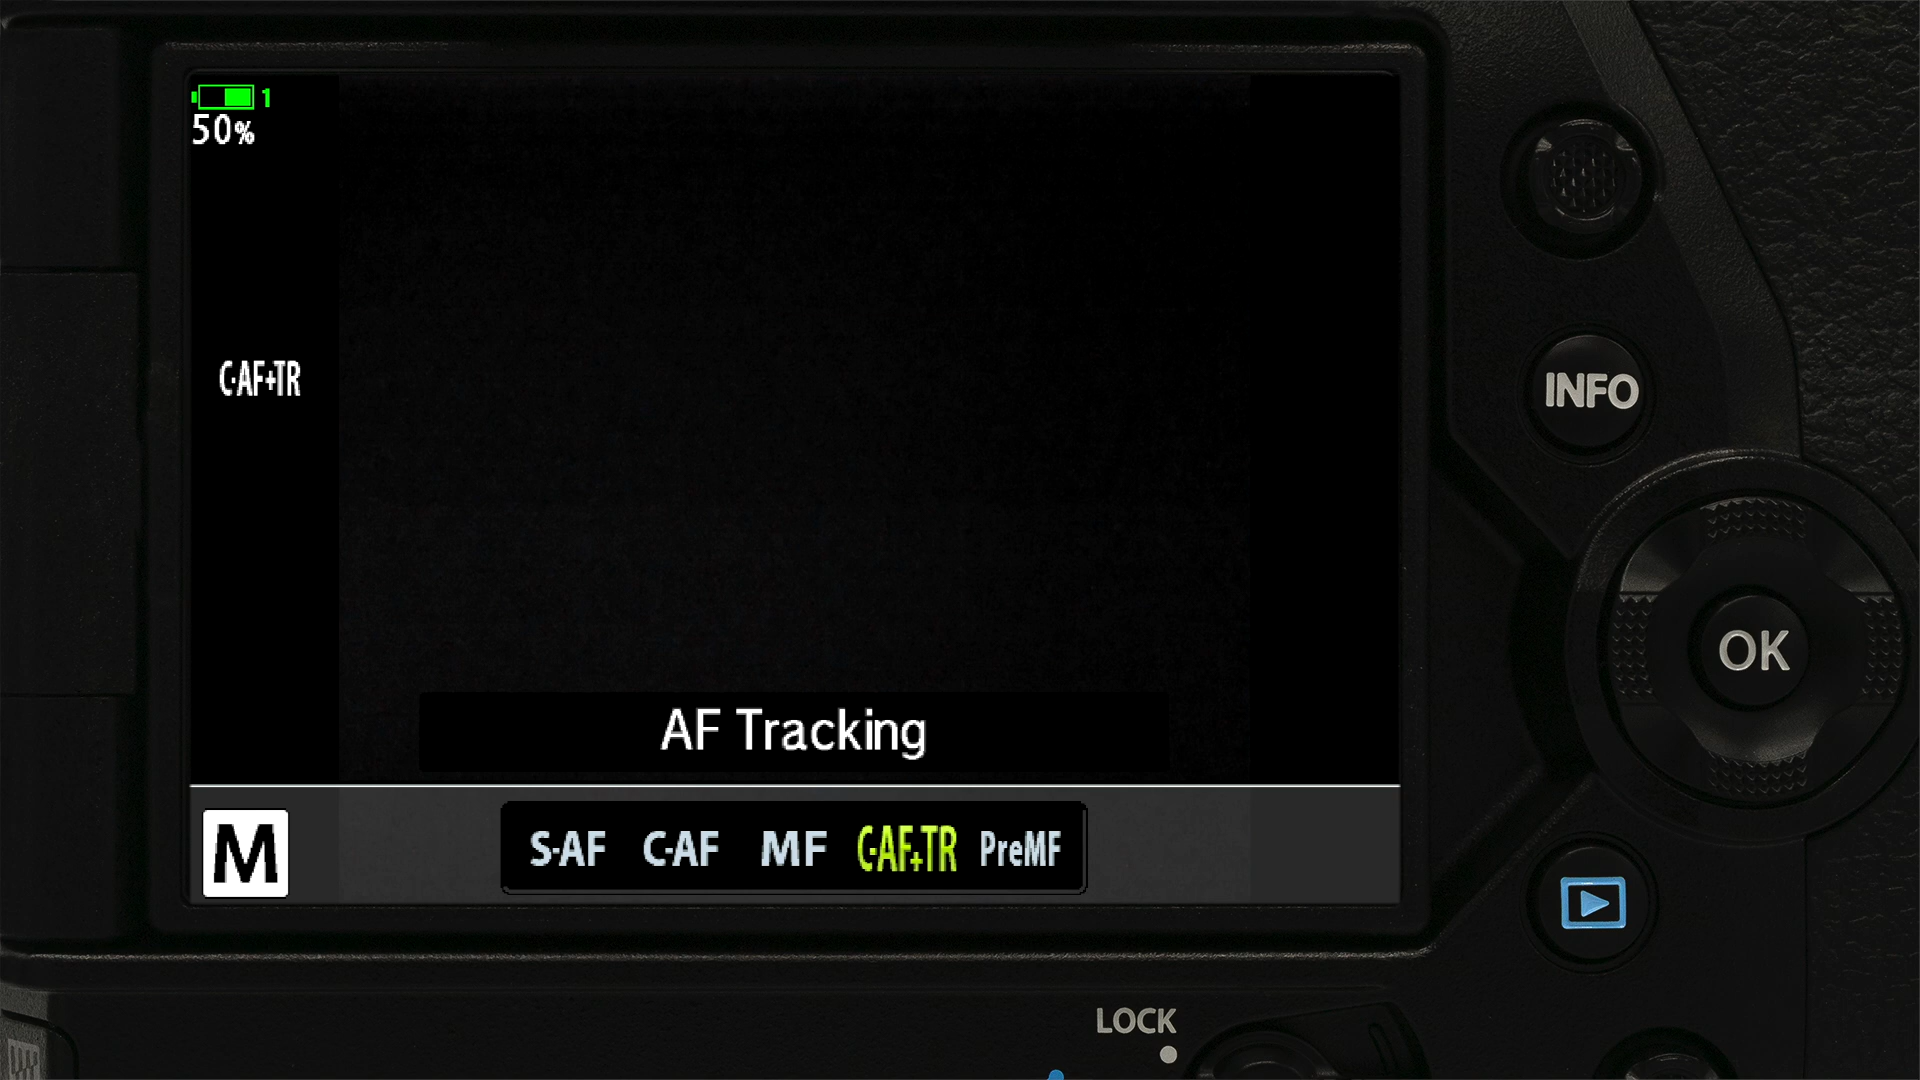 1
50%
C-AF+TR
INFO
OK
AF Tracking
M
S-AF C-AF MF C-AF+TR PreMF
LOCK